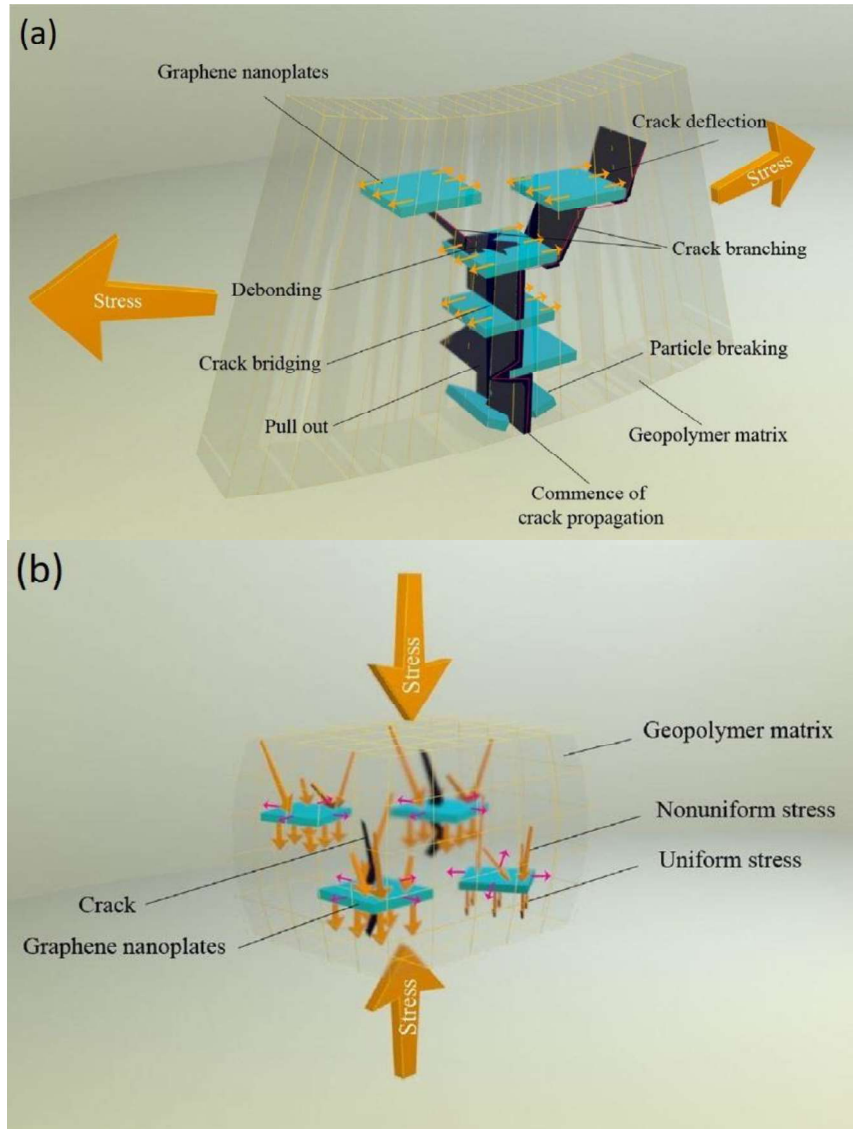 (a)
Graphene nanoplates
Crack deflection
Stress
Stress
Crack branching
Debonding
Crack bridging
Particle breaking
Pull out
Geopolymer matrix
Commence of
crack propagation
(b)
Stress
Geopolymer matrix
Nonuniform stress
Uniform stress
Crack
Graphene nanoplates
Stress